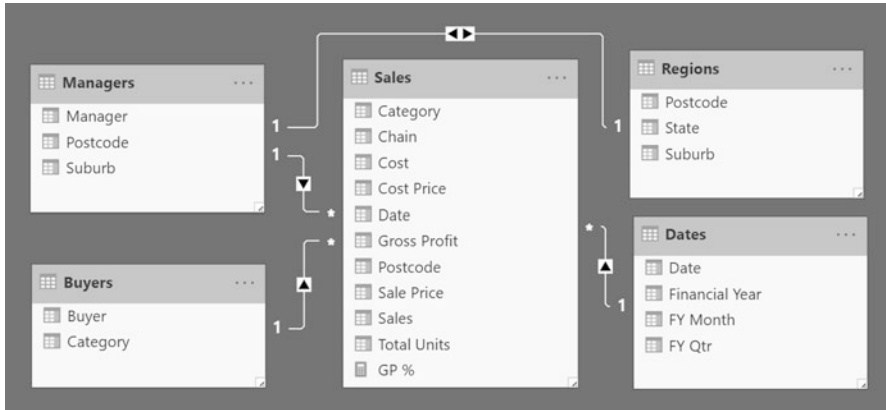 Managers
Manager
Postcode
Suburb
1
1
*
Buyers
Buyer
Category
1
*
Sales
Category
Chain
Cost
Cost Price
Date
Gross Profit
Postcode
Sale Price
Sales
Total Units
GP %
Regions
Postcode
State
Suburb
1
*
Dates
Date
Financial Year
FY Month
FY Qtr
1